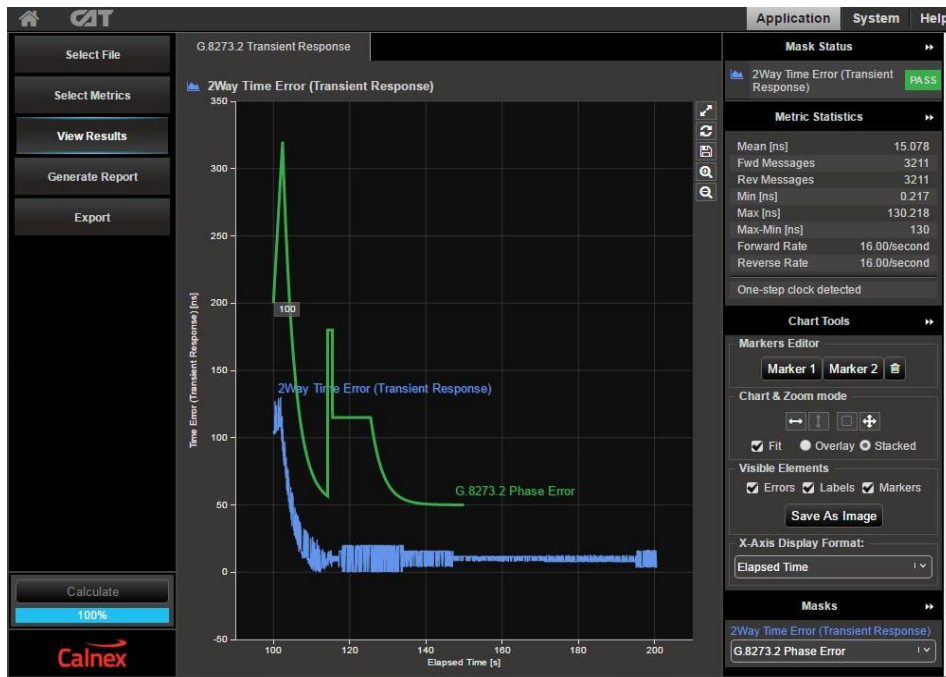 CAT
Application System Help
Select File
Select Metrics
View Results
Generate Report
Export
Calculate
100%
Calnex
G.8273.2 Transient Response
2Way Time Error (Transient Response)
Time Error (Transient Response) [ns]
350
300
250
200
150
100
50
0
-50
100
2Way Time Error (Transient Response)
G.8273.2 Phase Error
100 120 140 160 180 200
Elapsed Time [s]
Mask Status
2Way Time Error (Transient
Response)
PASS
Metric Statistics
Mean [ns] 15.078
Fwd Messages 3211
Rev Messages 3211
Min [ns] 0.217
Max [ns] 130.218
Max-Min [ns] 130
Forward Rate 16.00/second
Reverse Rate 16.00/second
One-step clock detected
Chart Tools
Markers Editor
Marker 1 Marker 2
Chart & Zoom mode
Fit Overlay Stacked
Visible Elements
Errors Labels Markers
Save As Image
X-Axis Display Format:
Elapsed Time
Masks
2Way Time Error (Transient Response)
G.8273.2 Phase Error